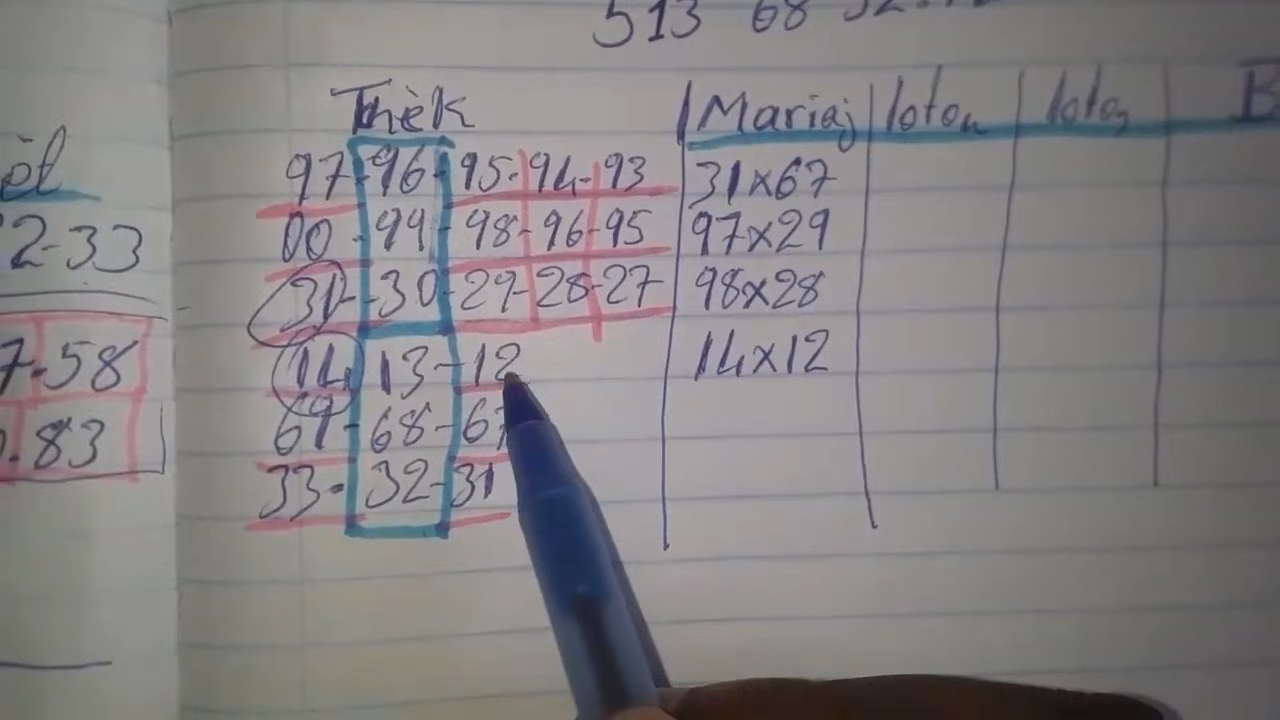 513 68
Thèk
Mariaj
loto
loto
B
97-96-95-94-93
31x67
00-99-98-96-95
97x29
2-33
31-30-29-28-27
98x28
14 13-12
14x12
7.58
69-68-67
.83
33-32-31